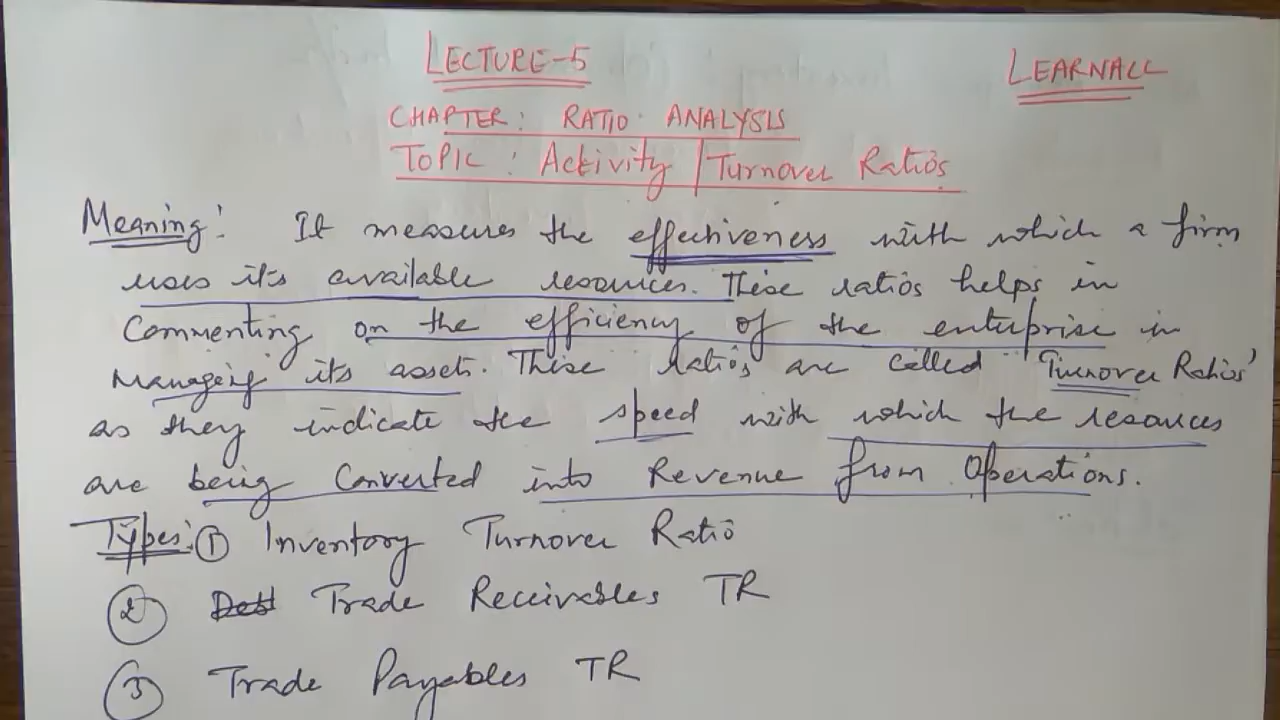 LECTURE-5
LEARNALL
CHAPTER: RATIO ANALYSIS
TOPIC: Activity/Turnover Ratios
Meaning: It measures the effectiveness with which a firm
uses it's available resources. These ratios helps in
Commenting on the efficiency of the enterprise in
Managing its assets. These ratios are called 'Turnover Ratios'
as they indicate the speed with which the resources
are being Converted into Revenue from Operations.
Types: ① Inventory Turnover Ratio
② Trade Receivables TR
③ Trade Payables TR